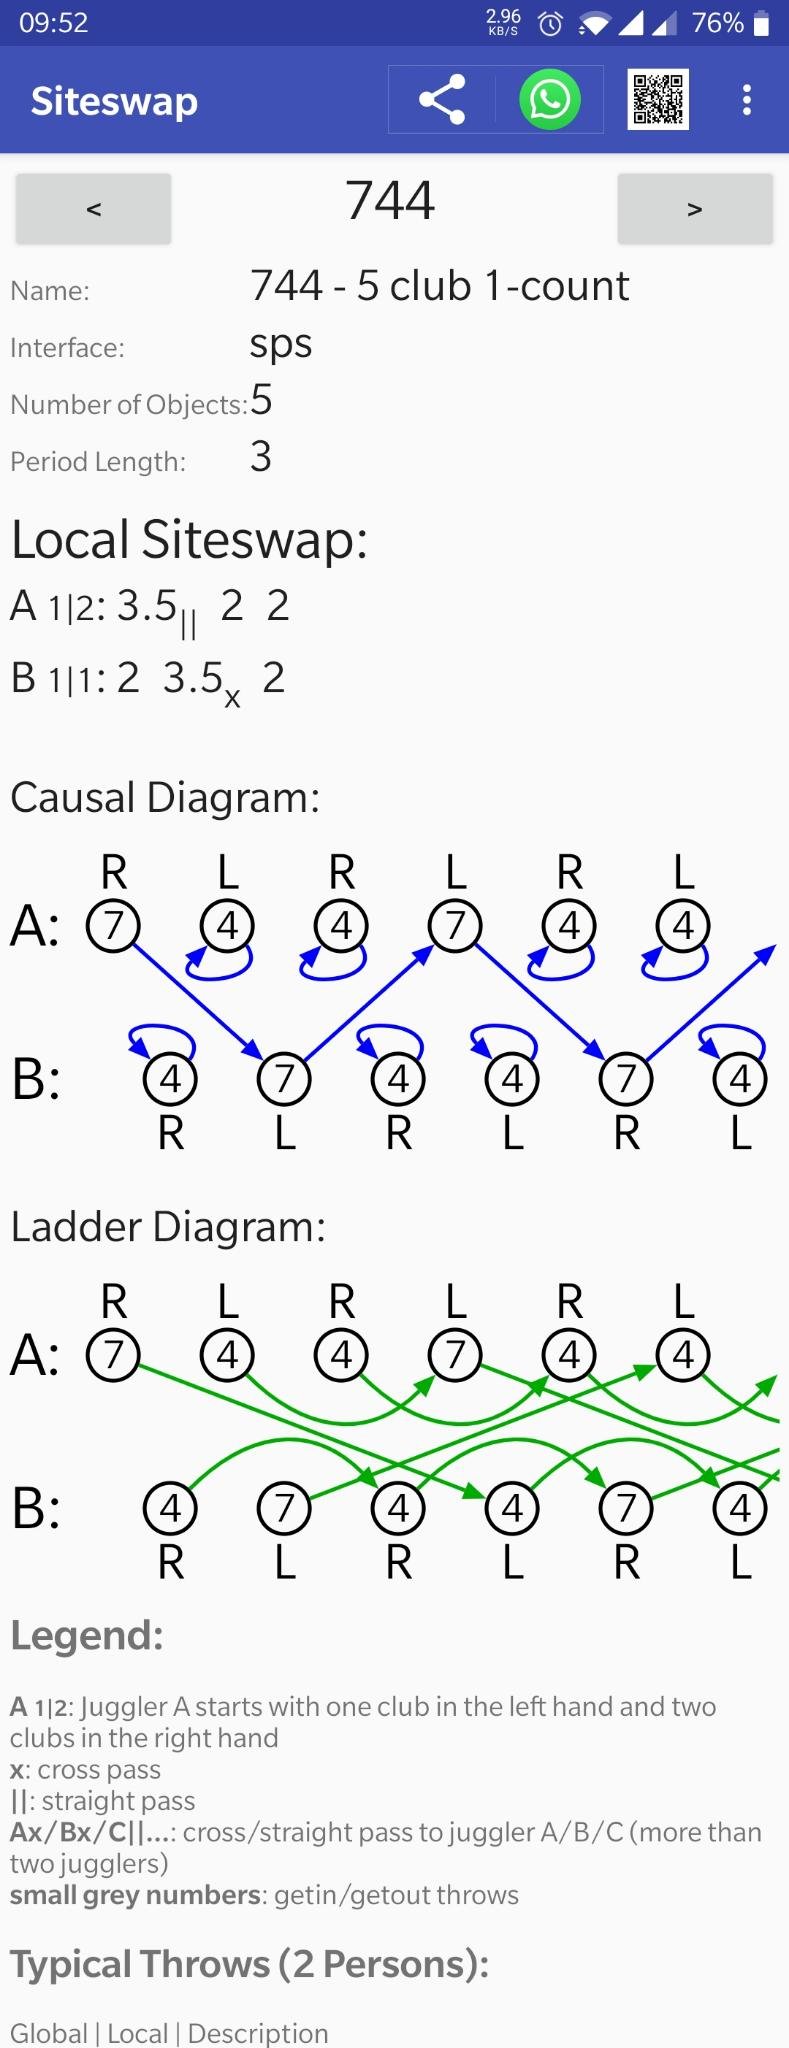 09:52 2.96 KB/S 76%
Siteswap
< 744 >
Name: 744 - 5 club 1-count
Interface: sps
Number of Objects: 5
Period Length: 3
Local Siteswap:
A 1|2: 3.5|| 2 2
B 1|1: 2 3.5x 2
Causal Diagram:
R L R L R L
A: 7 4 4 7 4 4
B: 4 7 4 4 7 4
R L R L R L
Ladder Diagram:
R L R L R L
A: 7 4 4 7 4 4
B: 4 7 4 4 7 4
R L R L R L
Legend:
A 1|2: Juggler A starts with one club in the left hand and two
clubs in the right hand
x: cross pass
||: straight pass
Ax/Bx/C||...: cross/straight pass to juggler A/B/C (more than
two jugglers)
small grey numbers: getin/getout throws
Typical Throws (2 Persons):
Global | Local | Description